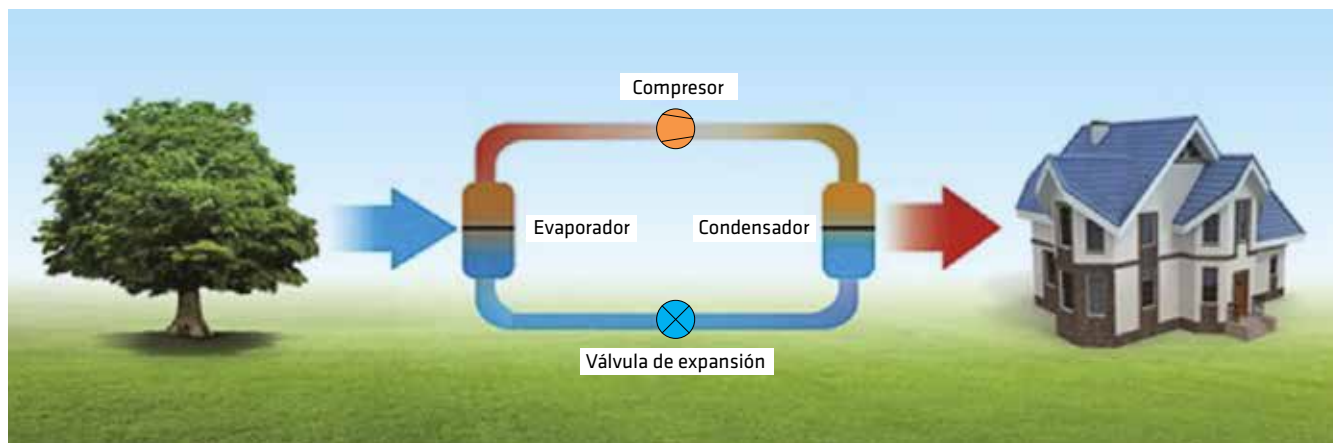 Compresor
Evaporador
Condensador
Válvula de expansión